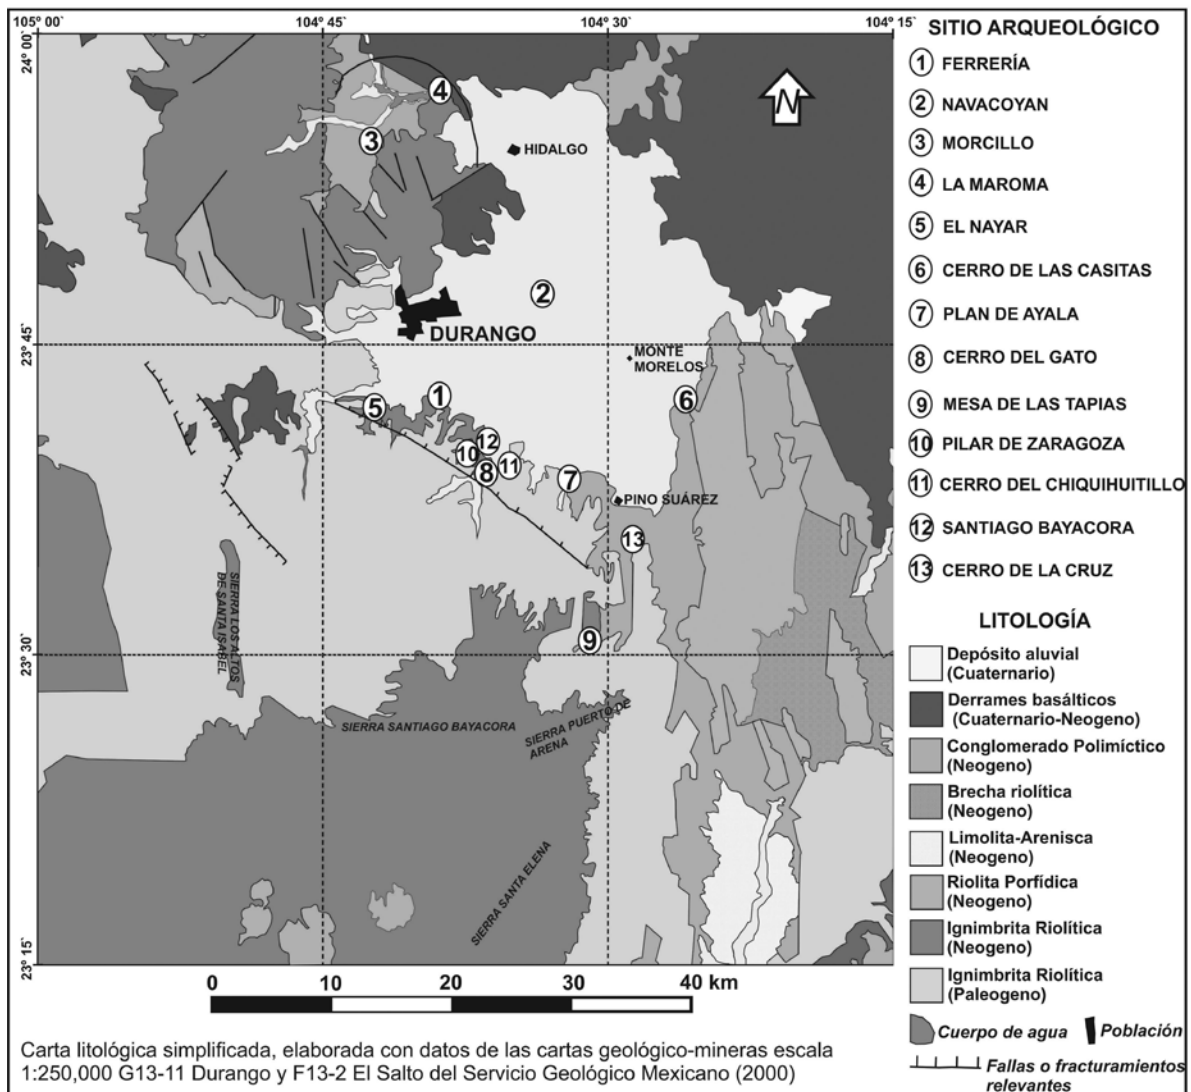 105º 00'
104º 45'
104º 30'
104º 15'
24º 00'
23º 45'
23º 30'
23º 15'
N
4
3
HIDALGO
2
DURANGO
MONTE
MORELOS
1
5
6
12
10
11
8
7
PINO SUÁREZ
13
9
SIERRA LOS ALTOS
DE SANTA ISABEL
SIERRA SANTIAGO BAYACORA
SIERRA PUERTO DE
ARENA
SIERRA SANTA ELENA
0 10 20 30 40 km
Carta litológica simplificada, elaborada con datos de las cartas geológico-mineras escala
1:250,000 G13-11 Durango y F13-2 El Salto del Servicio Geológico Mexicano (2000)
SITIO ARQUEOLÓGICO
1 FERRERÍA
2 NAVACOYAN
3 MORCILLO
4 LA MAROMA
5 EL NAYAR
6 CERRO DE LAS CASITAS
7 PLAN DE AYALA
8 CERRO DEL GATO
9 MESA DE LAS TAPIAS
10 PILAR DE ZARAGOZA
11 CERRO DEL CHIQUIHUITILLO
12 SANTIAGO BAYACORA
13 CERRO DE LA CRUZ
LITOLOGÍA
Depósito aluvial
(Cuaternario)
Derrames basálticos
(Cuaternario-Neogeno)
Conglomerado Polimíctico
(Neogeno)
Brecha riolítica
(Neogeno)
Limolita-Arenisca
(Neogeno)
Riolita Porfídica
(Neogeno)
Ignimbrita Riolítica
(Neogeno)
Ignimbrita Riolítica
(Paleogeno)
Cuerpo de agua
Población
Fallas o fracturamientos
relevantes